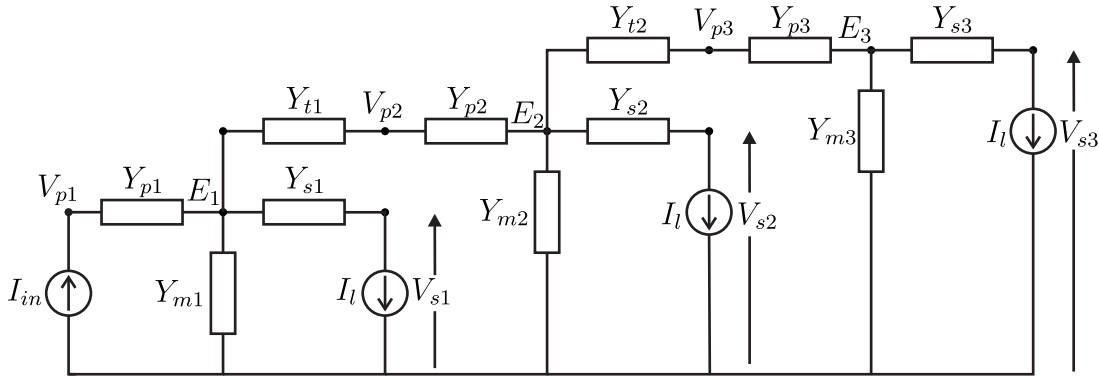 Y_{t2} V_{p3} Y_{p3} E_3 Y_{s3}
Y_{t1} V_{p2} Y_{p2} E_2 Y_{s2} Y_{m3} I_l V_{s3}
V_{p1} Y_{p1} E_1 Y_{s1} Y_{m2} I_l V_{s2}
I_{in} Y_{m1} I_l V_{s1}